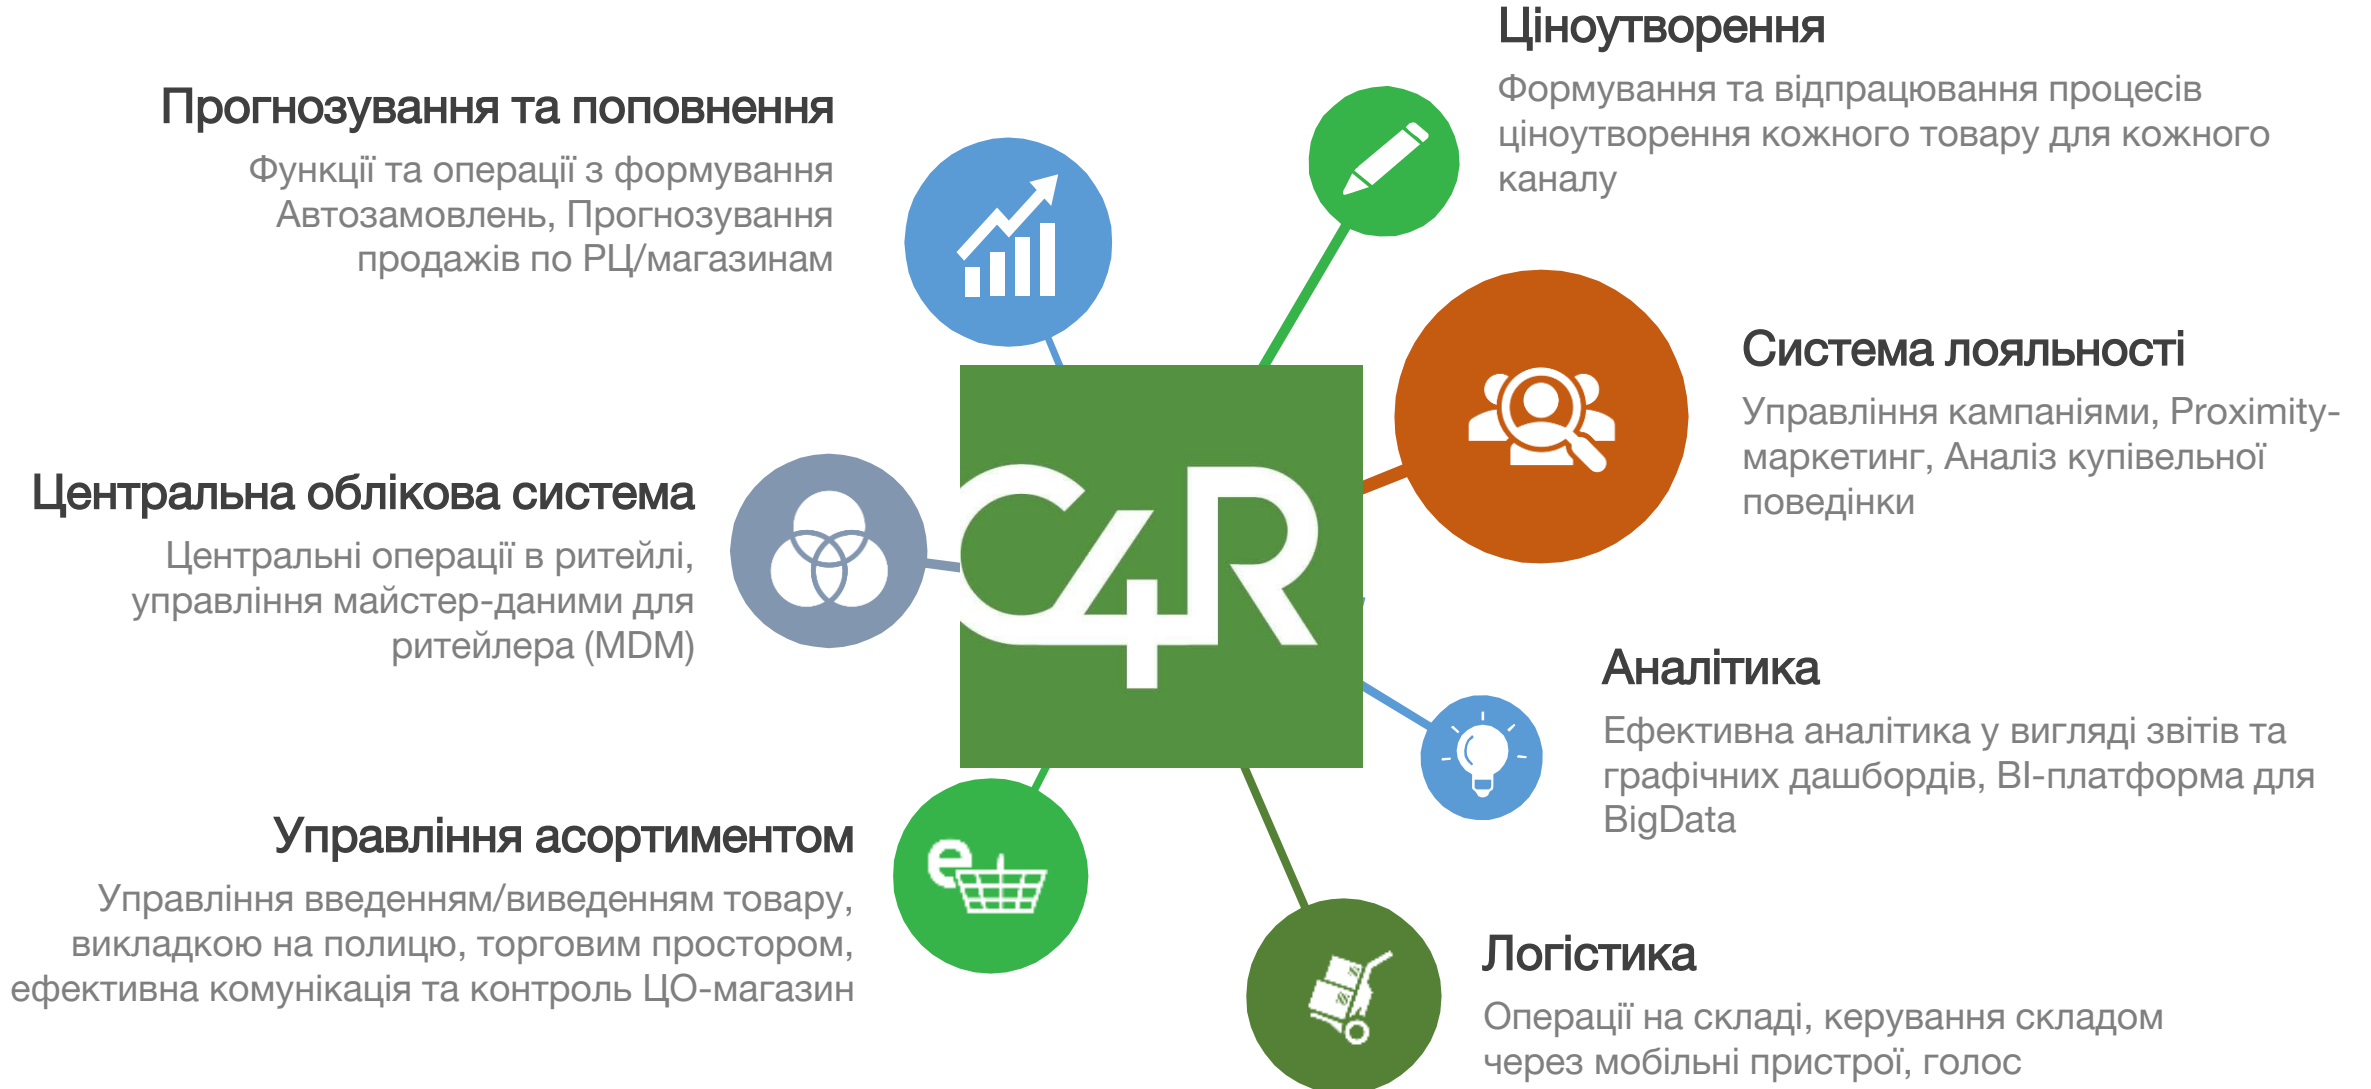 Прогнозування та поповнення
Функції та операції з формування
Автозамовлень, Прогнозування
продажів по РЦ/магазинам
Центральна облікова система
Центральні операції в ритейлі,
управління майстер-даними для
ритейлера (MDM)
Управління асортиментом
Управління введенням/виведенням товару,
викладкою на полицю, торговим простором,
ефективна комунікація та контроль ЦО-магазин
C4R
e
Ціноутворення
Формування та відпрацювання процесів
ціноутворення кожного товару для кожного
каналу
Система лояльності
Управління кампаніями, Proximity-
маркетинг, Аналіз купівельної
поведінки
Аналітика
Ефективна аналітика у вигляді звітів та
графічних дашбордів, BI-платформа для
BigData
Логістика
Операції на складі, керування складом
через мобільні пристрої, голос